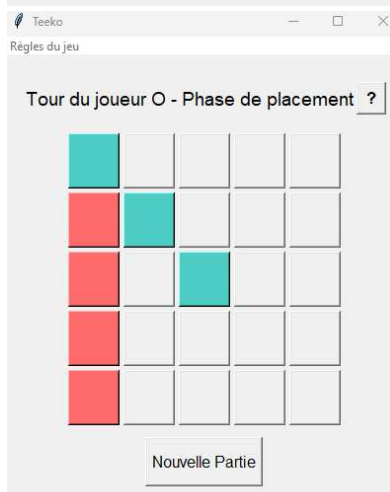 Teeko
Règles du jeu
Tour du joueur O - Phase de placement ?
Nouvelle Partie